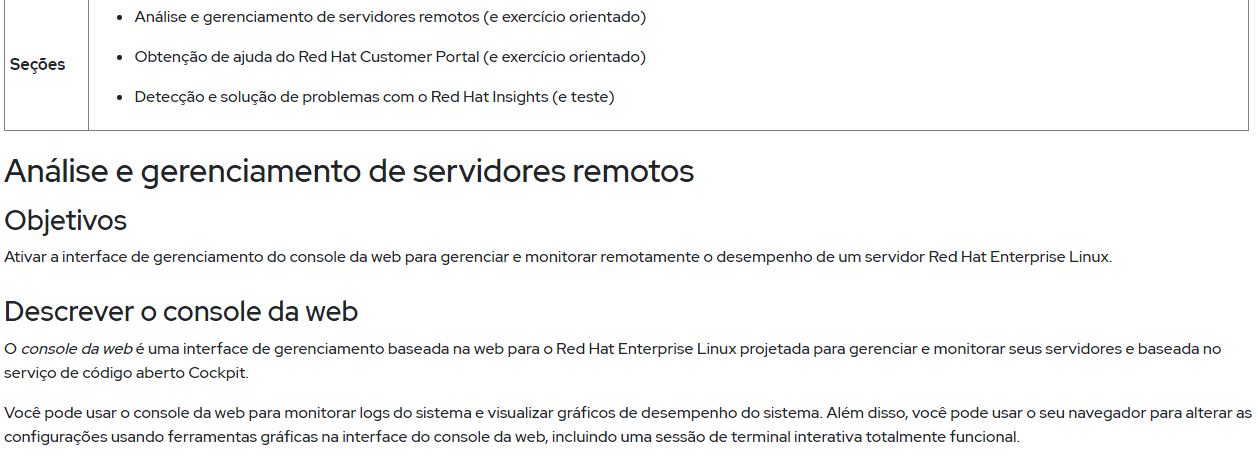 Seções
Análise e gerenciamento de servidores remotos (e exercício orientado)
Obtenção de ajuda do Red Hat Customer Portal (e exercício orientado)
Detecção e solução de problemas com o Red Hat Insights (e teste)
Análise e gerenciamento de servidores remotos
Objetivos
Ativar a interface de gerenciamento do console da web para gerenciar e monitorar remotamente o desempenho de um servidor Red Hat Enterprise Linux.
Descrever o console da web
O console da web é uma interface de gerenciamento baseada na web para o Red Hat Enterprise Linux projetada para gerenciar e monitorar seus servidores e baseada no
serviço de código aberto Cockpit.
Você pode usar o console da web para monitorar logs do sistema e visualizar gráficos de desempenho do sistema. Além disso, você pode usar o seu navegador para alterar as
configurações usando ferramentas gráficas na interface do console da web, incluindo uma sessão de terminal interativa totalmente funcional.